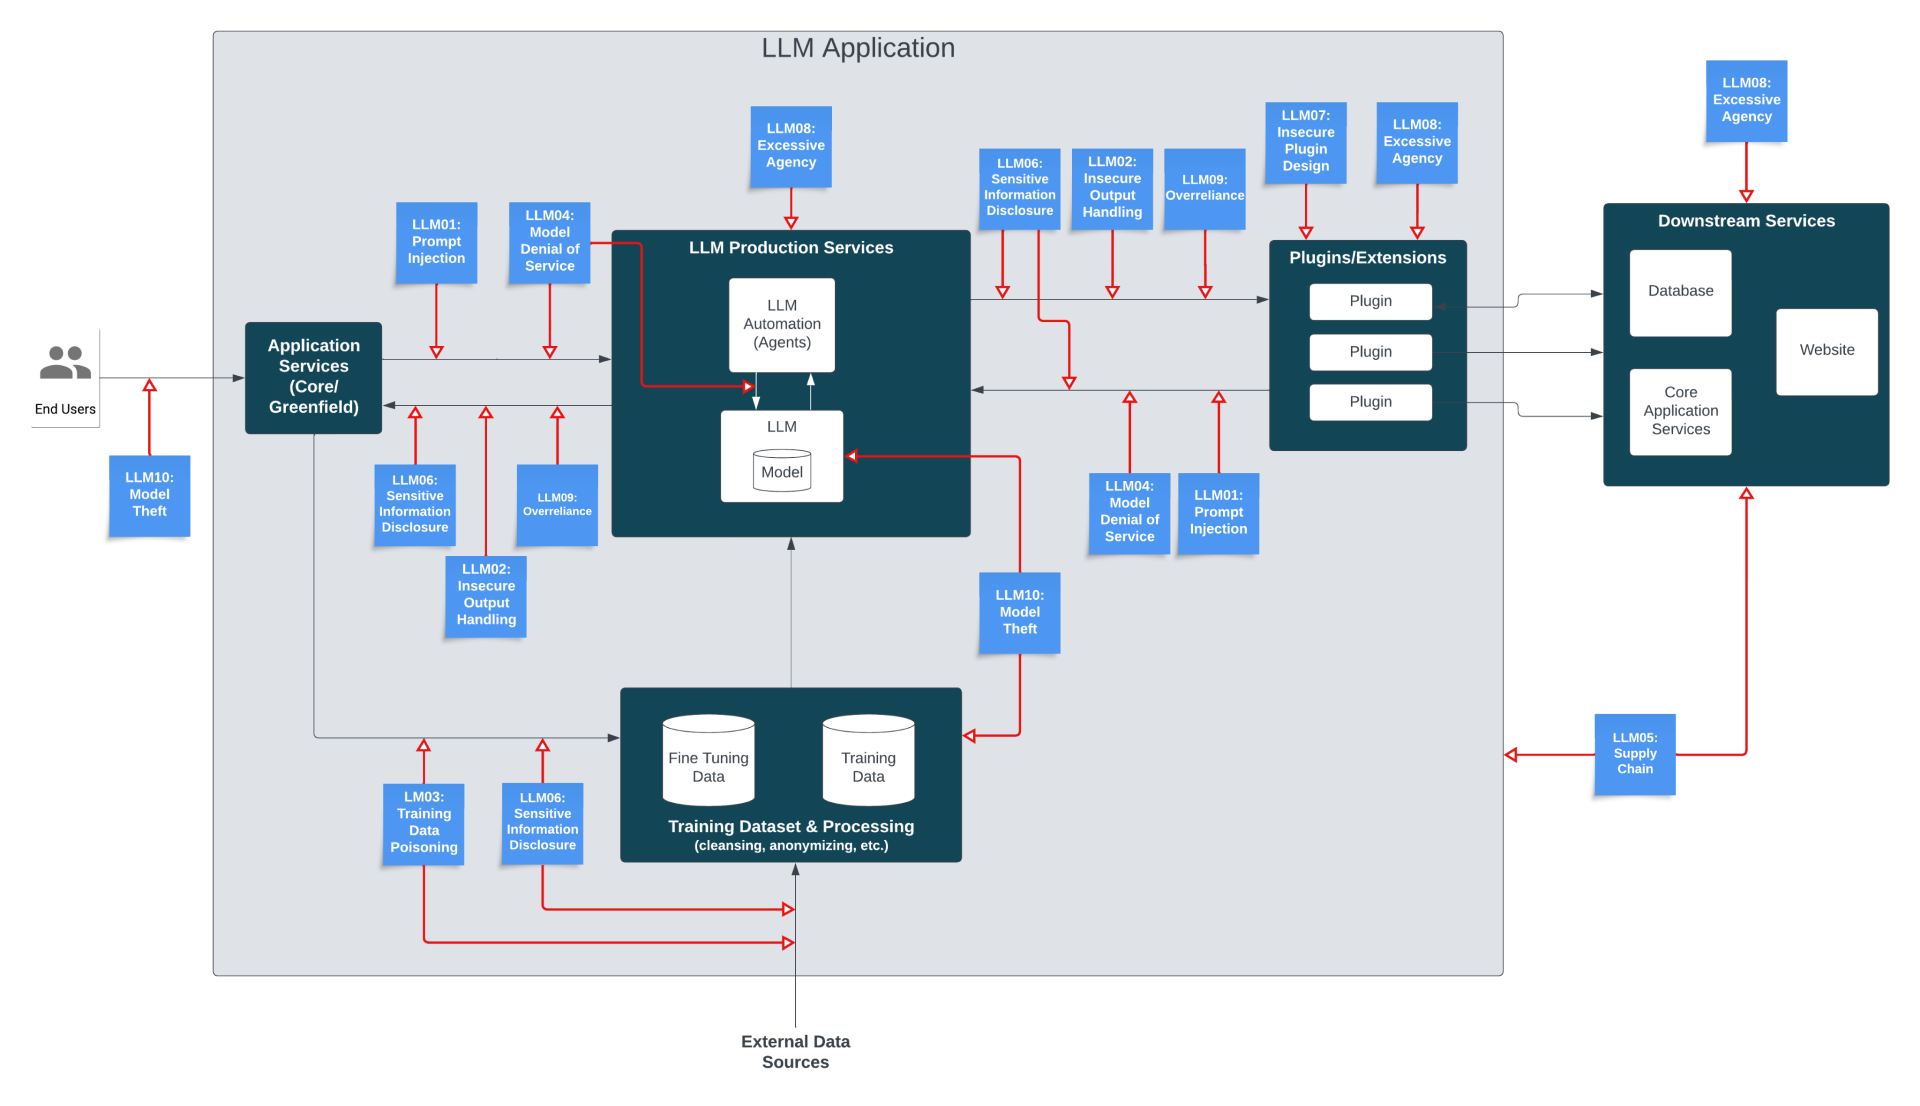 LLM Application
LLM08:
Excessive
Agency
LLM08:
Excessive
Agency
LLM07:
Insecure
Plugin
Design
LLM08:
Excessive
Agency
LLM06:
Sensitive
Information
Disclosure
LLM02:
Insecure
Output
Handling
LLM09:
Overreliance
LLM01:
Prompt
Injection
LLM04:
Model
Denial of
Service
LLM Production Services
LLM
Automation
(Agents)
LLM
Model
Plugins/Extensions
Plugin
Plugin
Plugin
Downstream Services
Database
Website
Core
Application
Services
Application
Services
(Core/
Greenfield)
End Users
LLM10:
Model
Theft
LLM06:
Sensitive
Information
Disclosure
LLM09:
Overreliance
LLM02:
Insecure
Output
Handling
LLM04:
Model
Denial of
Service
LLM01:
Prompt
Injection
LLM10:
Model
Theft
LLM05:
Supply
Chain
Fine Tuning
Data
Training
Data
Training Dataset & Processing
(cleansing, anonymizing, etc.)
LM03:
Training
Data
Poisoning
LLM06:
Sensitive
Information
Disclosure
External Data
Sources